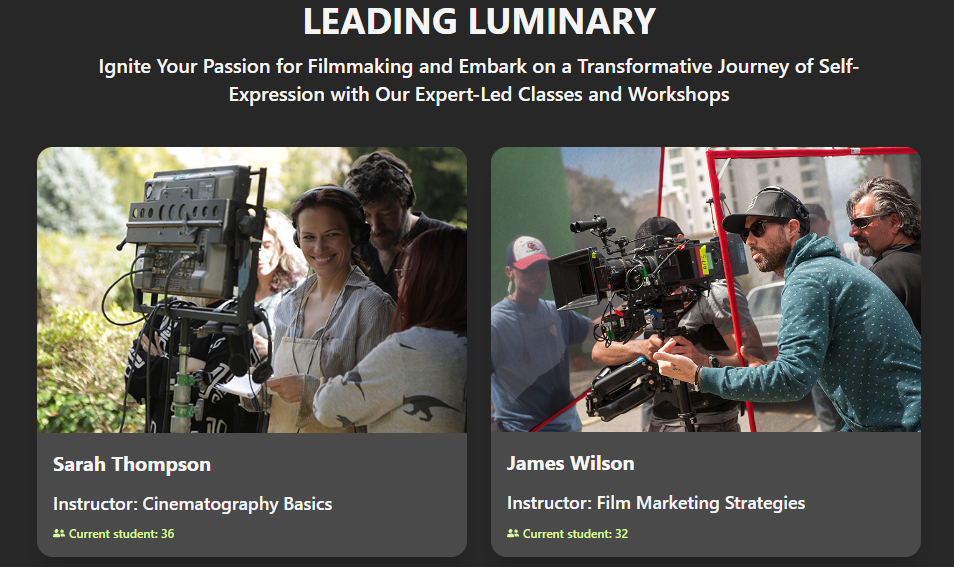 LEADING LUMINARY
Ignite Your Passion for Filmmaking and Embark on a Transformative Journey of Self-
Expression with Our Expert-Led Classes and Workshops
Sarah Thompson
Instructor: Cinematography Basics
Current student: 36
James Wilson
Instructor: Film Marketing Strategies
Current student: 32